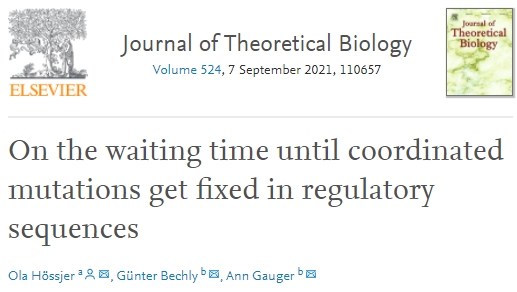 Journal of Theoretical Biology
Volume 524, 7 September 2021, 110657
ELSEVIER
Journal of
Theoretical
Biology
On the waiting time until coordinated
mutations get fixed in regulatory
sequences
Ola Hössjer a, Günter Bechly b, Ann Gauger b